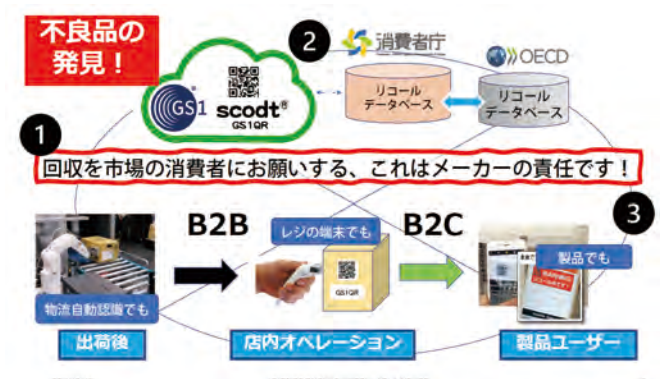 不良品の
発見！
2
消費者庁
OECD
GS1
scodt®
GS1QR
リコール
データベース
リコール
データベース
1
回収を市場の消費者にお願いする、これはメーカーの責任です！
3
B2B
B2C
レジの端末でも
製品でも
GS1QR
物流自動認識でも
出荷後
店内オペレーション
製品ユーザー